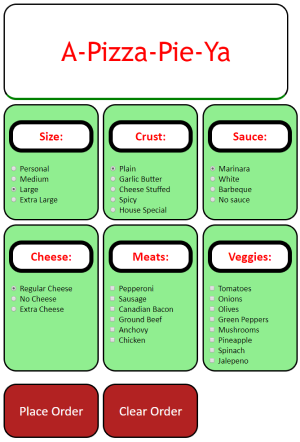 A-Pizza-Pie-Ya
Size:
Personal
Medium
Large
Extra Large
Crust:
Plain
Garlic Butter
Cheese Stuffed
Spicy
House Special
Sauce:
Marinara
White
Barbeque
No sauce
Cheese:
Regular Cheese
No Cheese
Extra Cheese
Meats:
Pepperoni
Sausage
Canadian Bacon
Ground Beef
Anchovy
Chicken
Veggies:
Tomatoes
Onions
Olives
Green Peppers
Mushrooms
Pineapple
Spinach
Jalepeno
Place Order
Clear Order